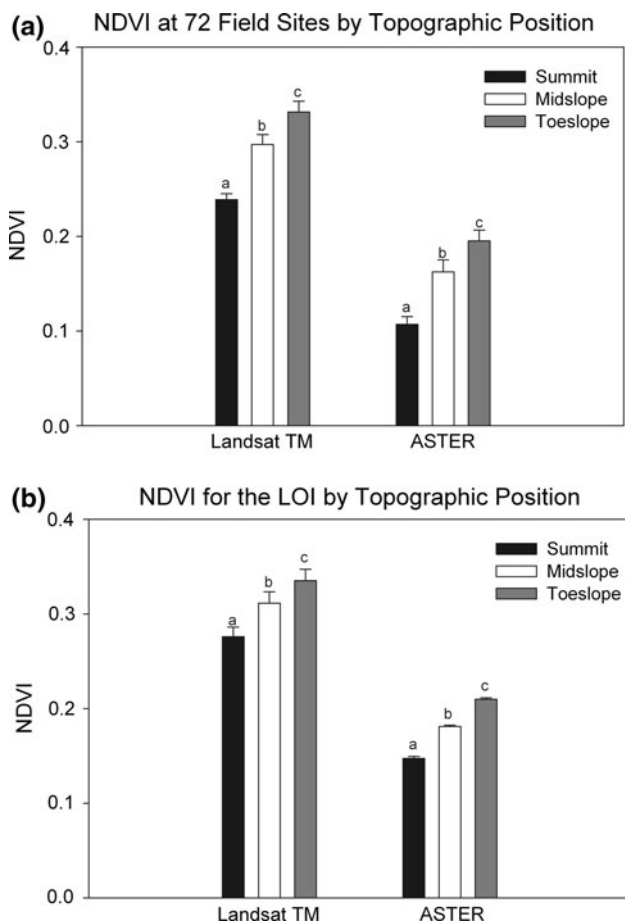 (a) NDVI at 72 Field Sites by Topographic Position
0.4
0.3
0.2
0.1
0.0
NDVI
Summit
Midslope
Toeslope
a
b
c
a
b
c
Landsat TM
ASTER
(b) NDVI for the LOI by Topographic Position
0.4
0.3
0.2
0.1
0.0
NDVI
Summit
Midslope
Toeslope
a
b
c
a
b
c
Landsat TM
ASTER